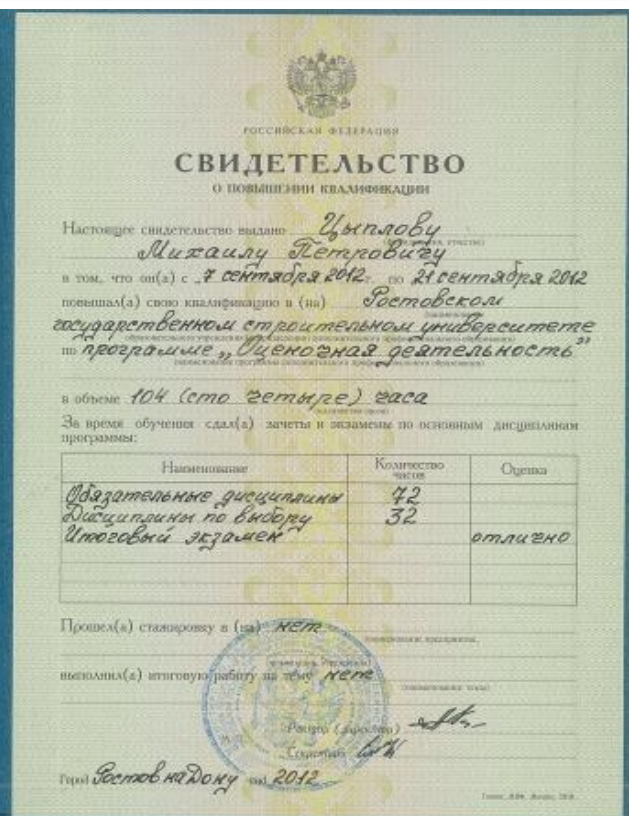 РОССИЙСКАЯ ФЕДЕРАЦИЯ
СВИДЕТЕЛЬСТВО
О ПОВЫШЕНИИ КВАЛИФИКАЦИИ
Настоящее свидетельство выдано Цыплову
Михаилу Петровичу
в том, что он(а) с „7 сентября 2012 г. по 21 сентября 2012
повышал(а) свою квалификацию в (на) Ростовском
государственном строительном университете
по программе „Оценочная деятельность"
в объеме 104 (сто четыре) часа
За время обучения сдал(а) зачеты и экзамены по основным дисциплинам
программы:
Наименование Количество часов Оценка
Обязательные дисциплины 72
Дисциплины по выбору 32
Итоговый экзамен отлично
Прошел(а) стажировку в (на) нет
(наименование предприятия,
выполнил(а) итоговую работу на тему нет
(наименование темы)
Ректор (директор)
Секретарь
Город Ростов на Дону год 2012